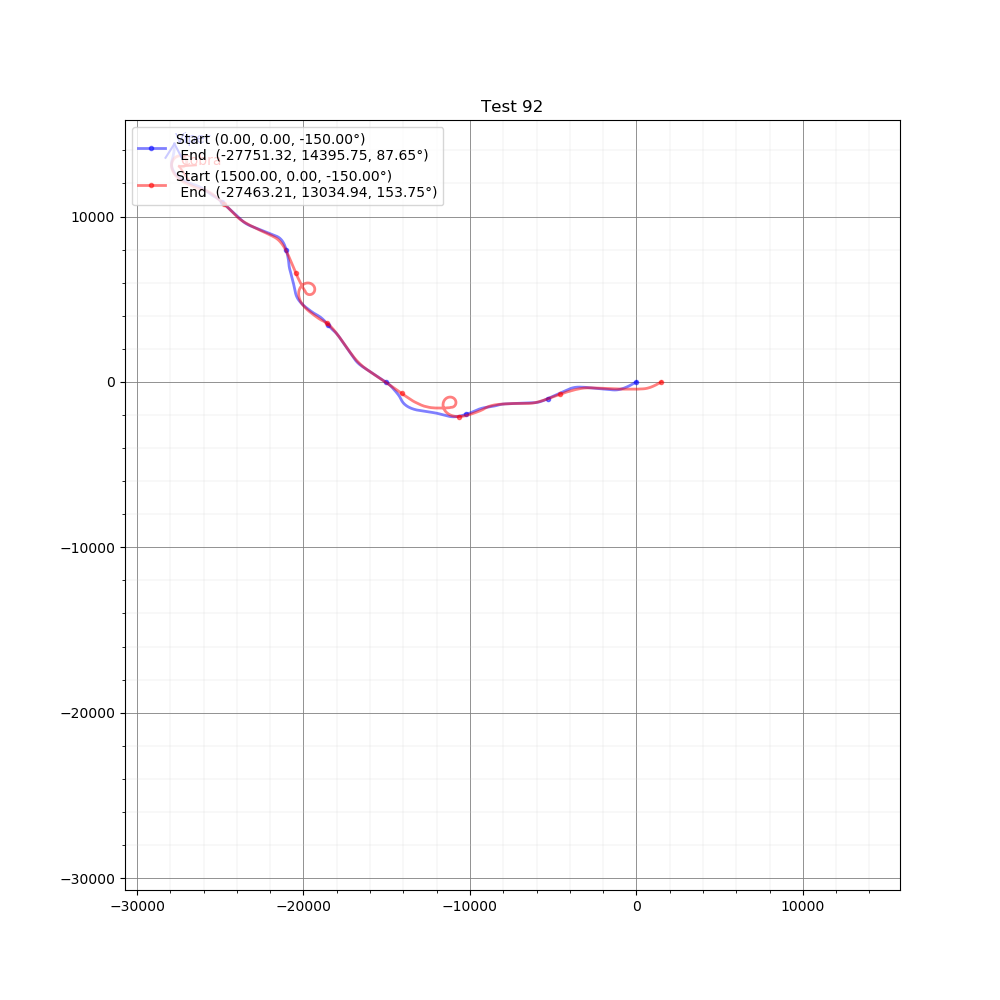 Test 92
Start (0.00, 0.00, -150.00°)
End (-27751.32, 14395.75, 87.65°)
Start (1500.00, 0.00, -150.00°)
End (-27463.21, 13034.94, 153.75°)
10000
0
−10000
−20000
−30000
−30000 −20000 −10000 0 10000